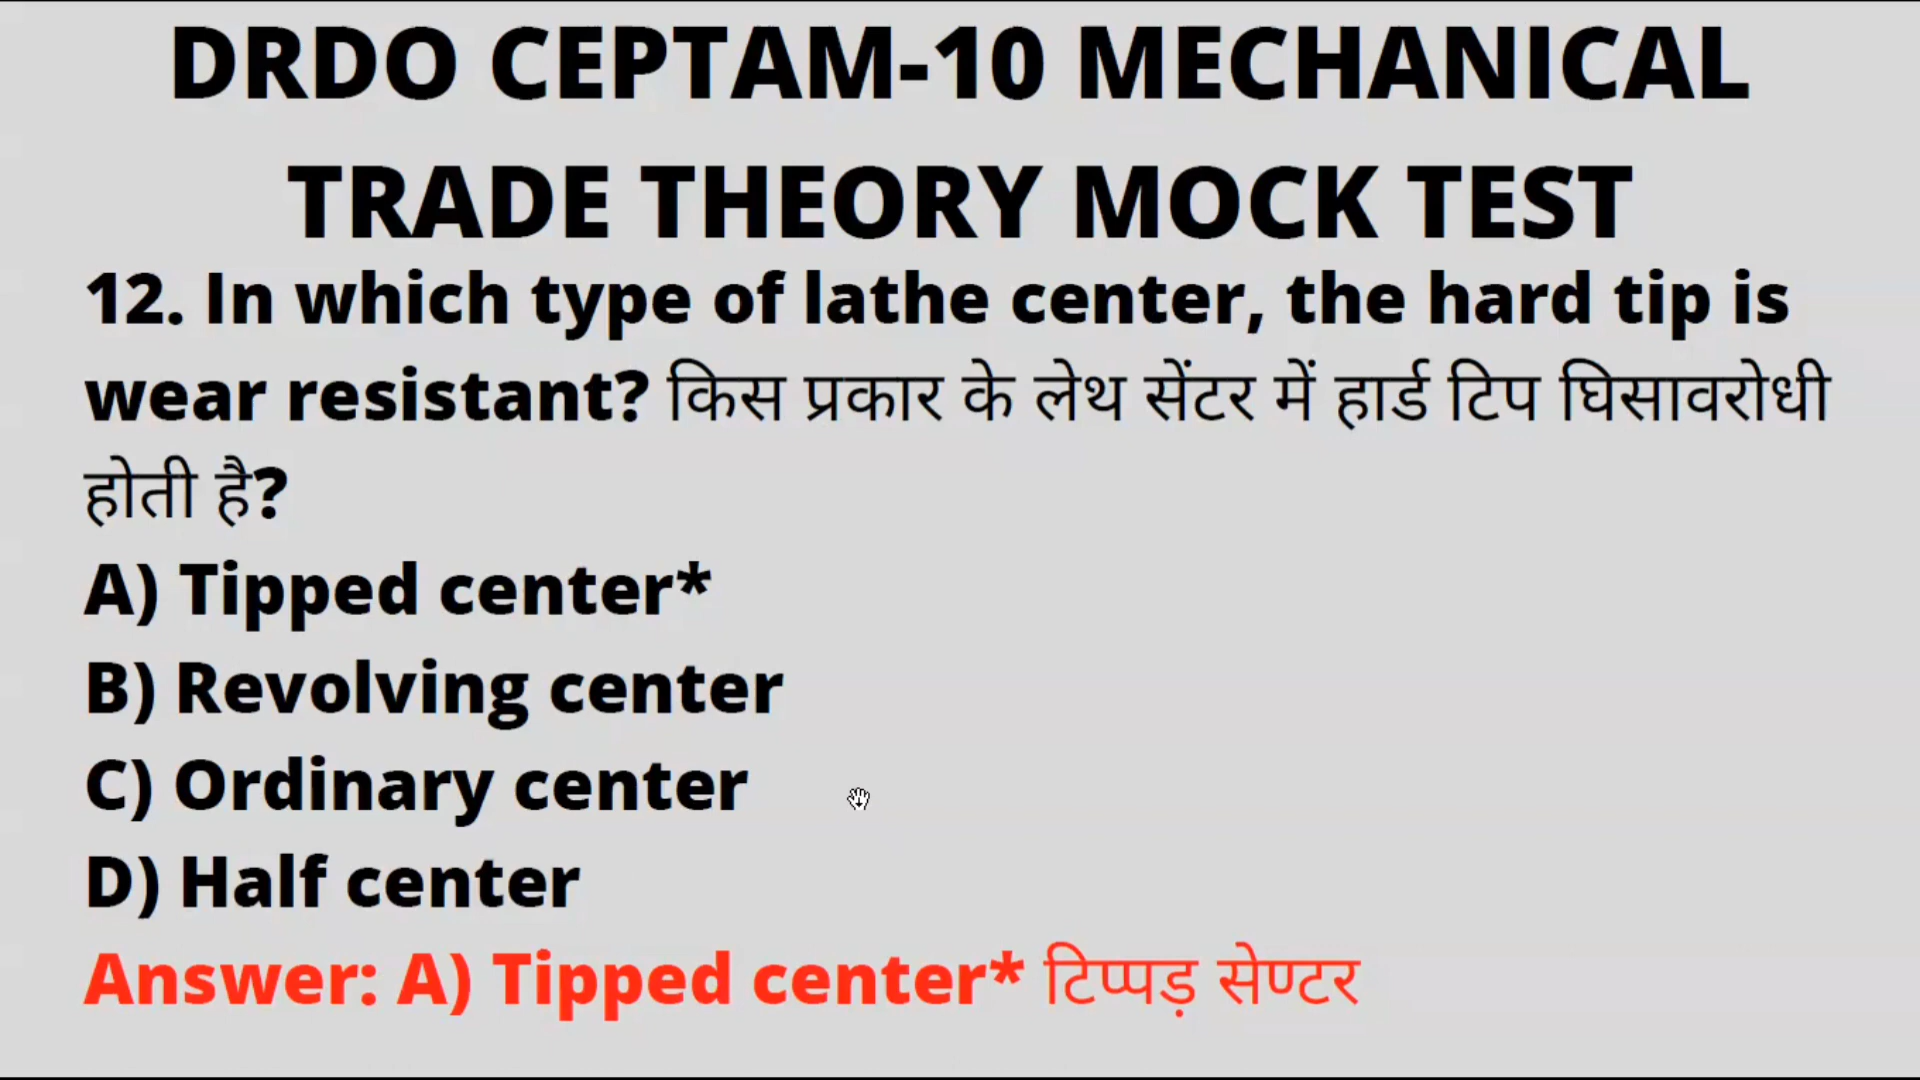 DRDO CEPTAM-10 MECHANICAL
TRADE THEORY MOCK TEST
12. In which type of lathe center, the hard tip is
wear resistant? किस प्रकार के लेथ सेंटर में हार्ड टिप घिसावरोधी
होती है?
A) Tipped center*
B) Revolving center
C) Ordinary center
D) Half center
Answer: A) Tipped center* टिप्पड़ सेण्टर